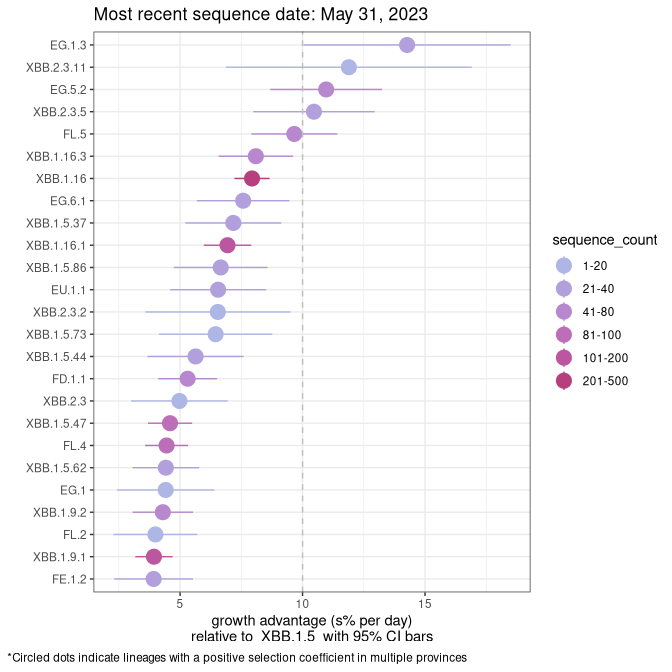 Most recent sequence date: May 31, 2023
EG.1.3
XBB.2.3.11
EG.5.2
XBB.2.3.5
FL.5
XBB.1.16.3
XBB.1.16
EG.6.1
XBB.1.5.37
XBB.1.16.1
XBB.1.5.86
EU.1.1
XBB.2.3.2
XBB.1.5.73
XBB.1.5.44
FD.1.1
XBB.2.3
XBB.1.5.47
FL.4
XBB.1.5.62
EG.1
XBB.1.9.2
FL.2
XBB.1.9.1
FE.1.2
5 10 15
growth advantage (s% per day)
relative to XBB.1.5 with 95% CI bars
sequence_count
1-20
21-40
41-80
81-100
101-200
201-500
*Circled dots indicate lineages with a positive selection coefficient in multiple provinces